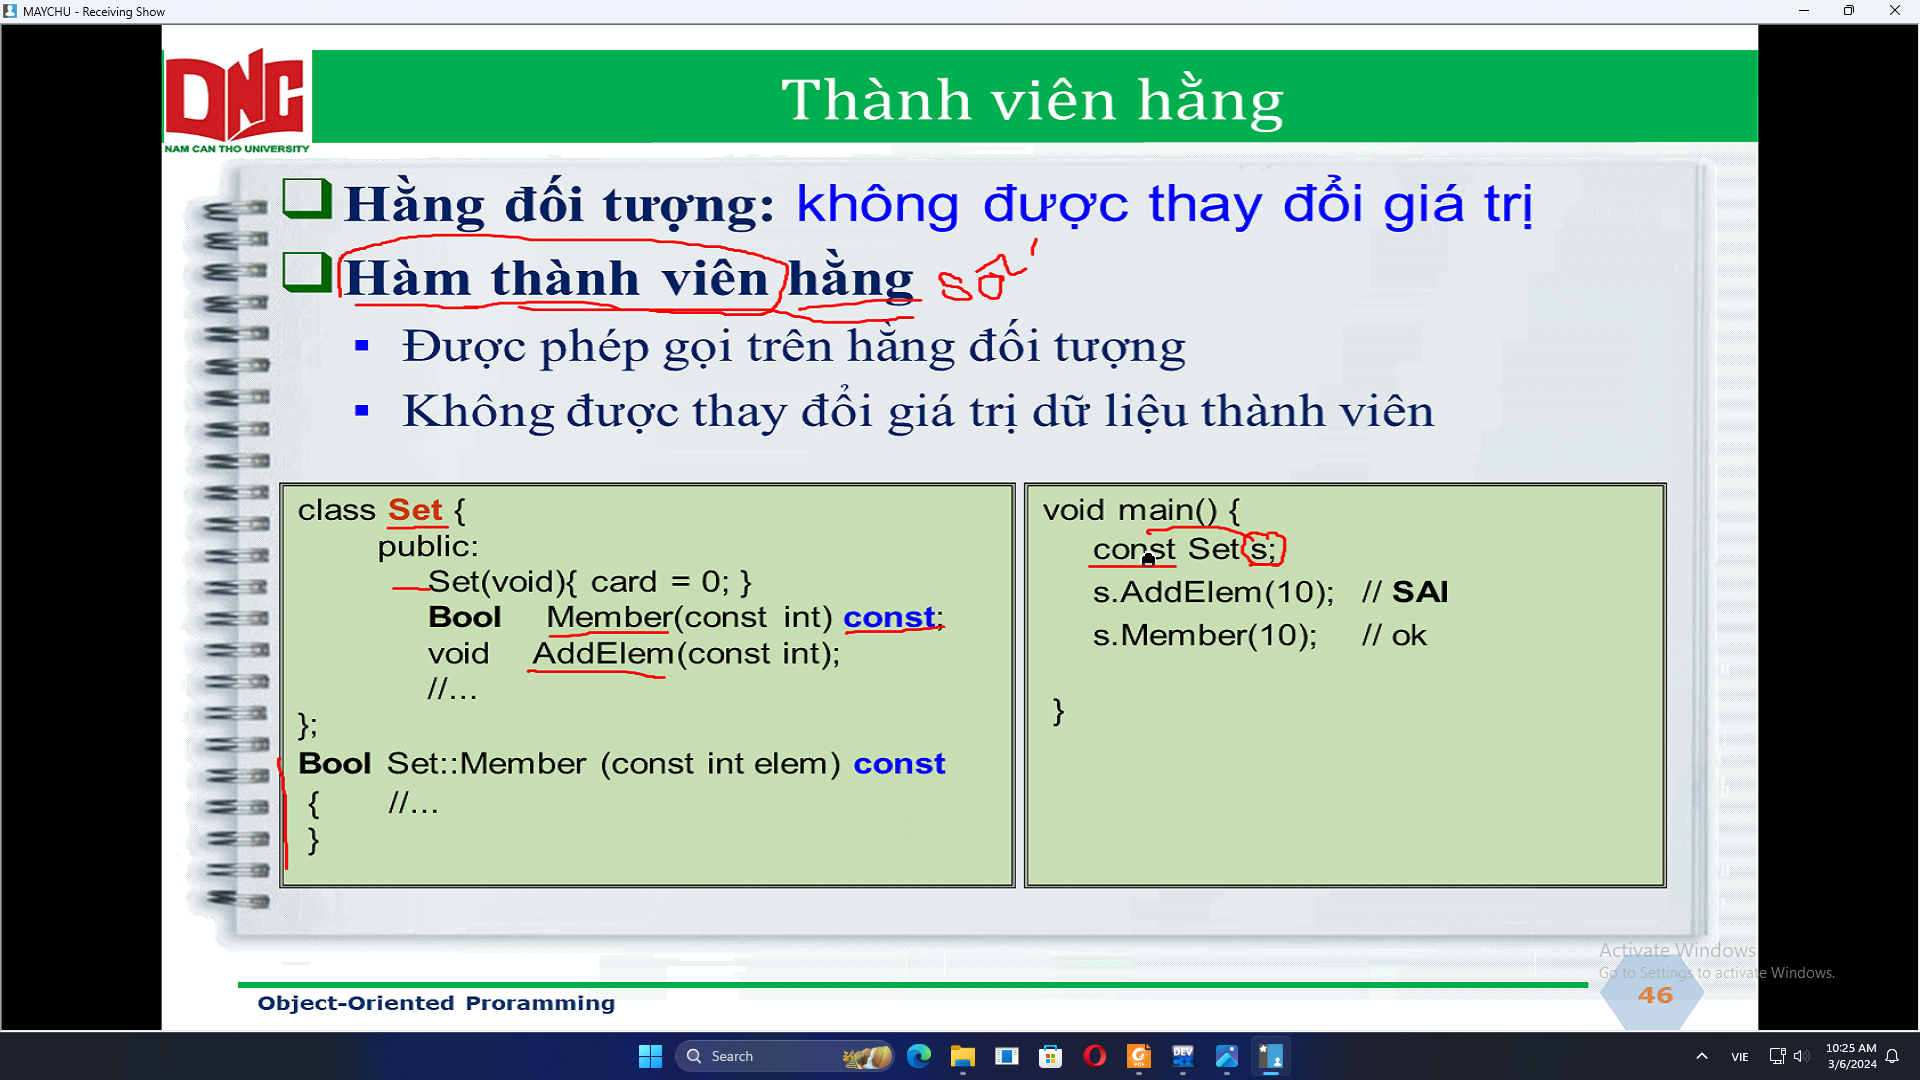 MAYCHU - Receiving Show
DNC
NAM CAN THO UNIVERSITY
Thành viên hằng
Hằng đối tượng: không được thay đổi giá trị
Hàm thành viên hằng số
Được phép gọi trên hằng đối tượng
Không được thay đổi giá trị dữ liệu thành viên
class Set {
public:
Set(void){ card = 0; }
Bool Member(const int) const;
void AddElem(const int);
//...
};
Bool Set::Member (const int elem) const
{ //...
}
void main() {
const Set s;
s.AddElem(10); // SAI
s.Member(10); // ok
}
Activate Windows
Go to Settings to activate Windows.
46
Object-Oriented Proramming
Search
PDF
DEV
VIE
10:25 AM
3/6/2024